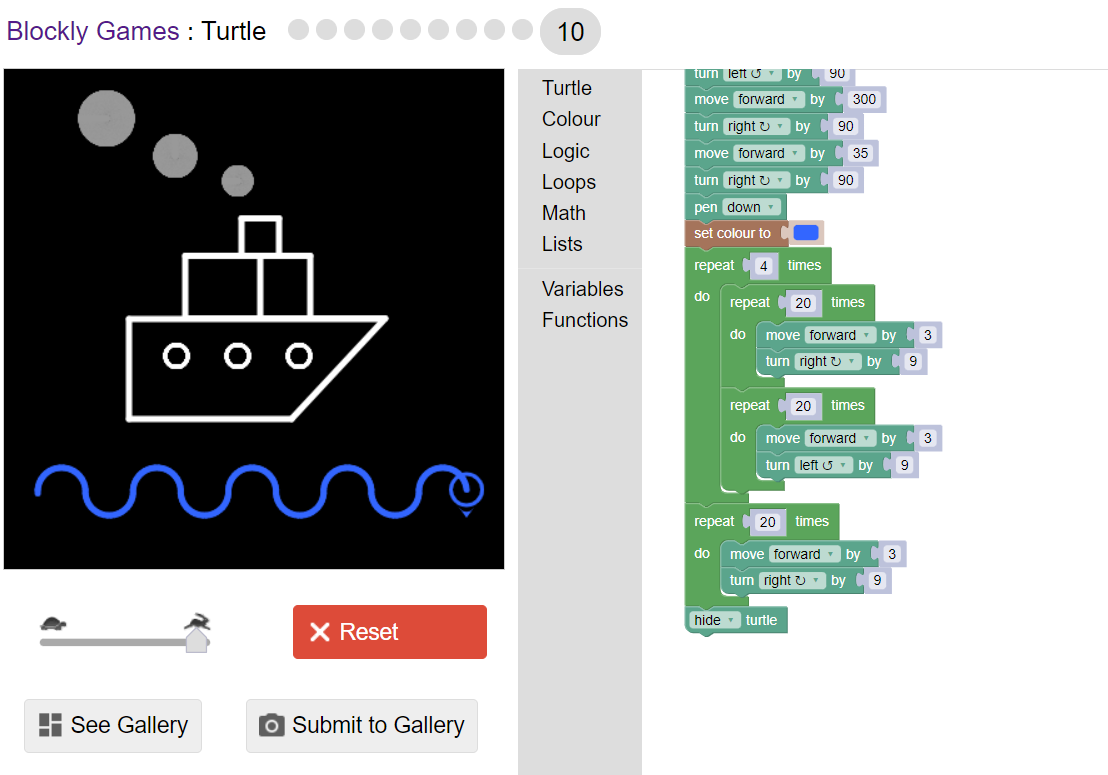 Blockly Games : Turtle 10
Turtle
Colour
Logic
Loops
Math
Lists
Variables
Functions
turn left ↺ by 90
move forward by 300
turn right ↻ by 90
move forward by 35
turn right ↻ by 90
pen down
set colour to
repeat 4 times
do repeat 20 times
do move forward by 3
turn right ↻ by 9
repeat 20 times
do move forward by 3
turn left ↺ by 9
repeat 20 times
do move forward by 3
turn right ↻ by 9
hide turtle
Reset
See Gallery
Submit to Gallery